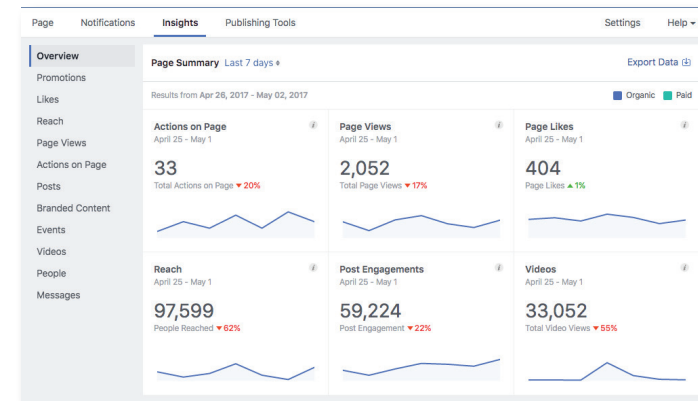 Page Notifications Insights Publishing Tools Settings Help
Overview
Promotions
Likes
Reach
Page Views
Actions on Page
Posts
Branded Content
Events
Videos
People
Messages
Page Summary Last 7 days Export Data
Results from Apr 26, 2017 - May 02, 2017 Organic Paid
Actions on Page i
April 25 - May 1
33
Total Actions on Page ▼ 20%
Page Views i
April 25 - May 1
2,052
Total Page Views ▼ 17%
Page Likes i
April 25 - May 1
404
Page Likes ▲ 1%
Reach i
April 25 - May 1
97,599
People Reached ▼ 62%
Post Engagements i
April 25 - May 1
59,224
Post Engagement ▼ 22%
Videos i
April 25 - May 1
33,052
Total Video Views ▼ 55%